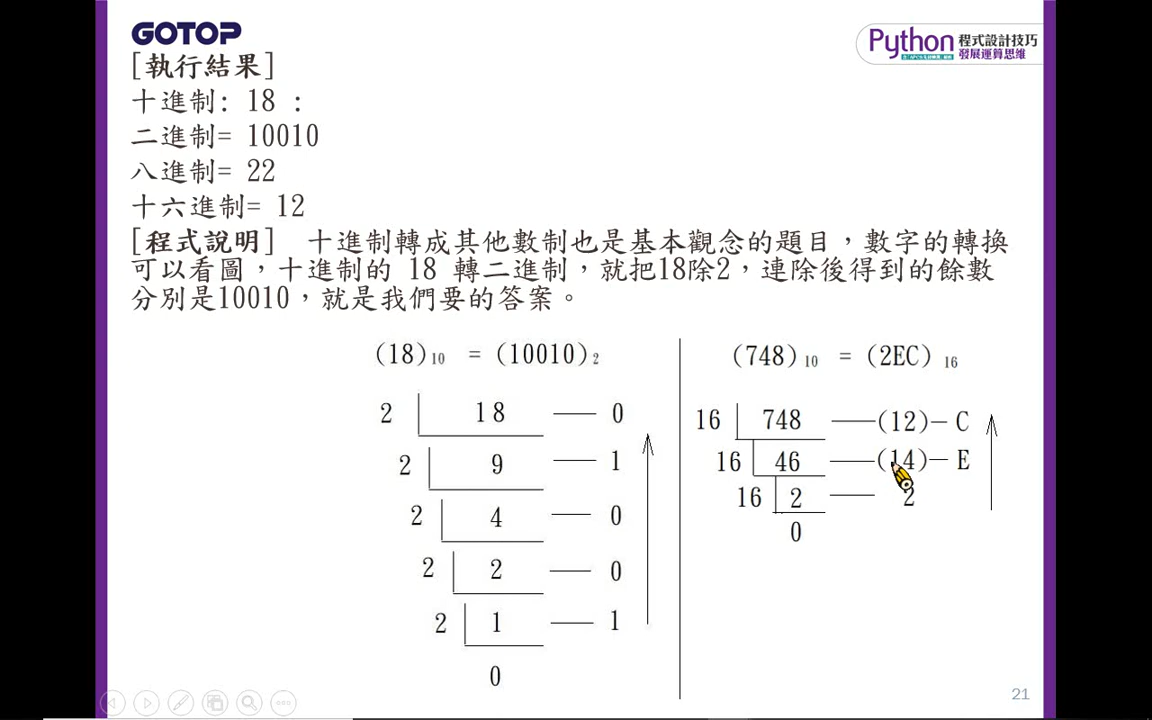 GOTOP
Python 程式設計技巧
發展運算思維
[執行結果]
十進制: 18 :
二進制= 10010
八進制= 22
十六進制= 12
[程式說明] 十進制轉成其他數制也是基本觀念的題目，數字的轉換
可以看圖，十進制的 18 轉二進制，就把18除2，連除後得到的餘數
分別是10010，就是我們要的答案。
(18)10 = (10010)2
2 18 0
2 9 1
2 4 0
2 2 0
2 1 1
0
(748)10 = (2EC)16
16 748 (12)— C
16 46 (14)— E
16 2 2
0
21